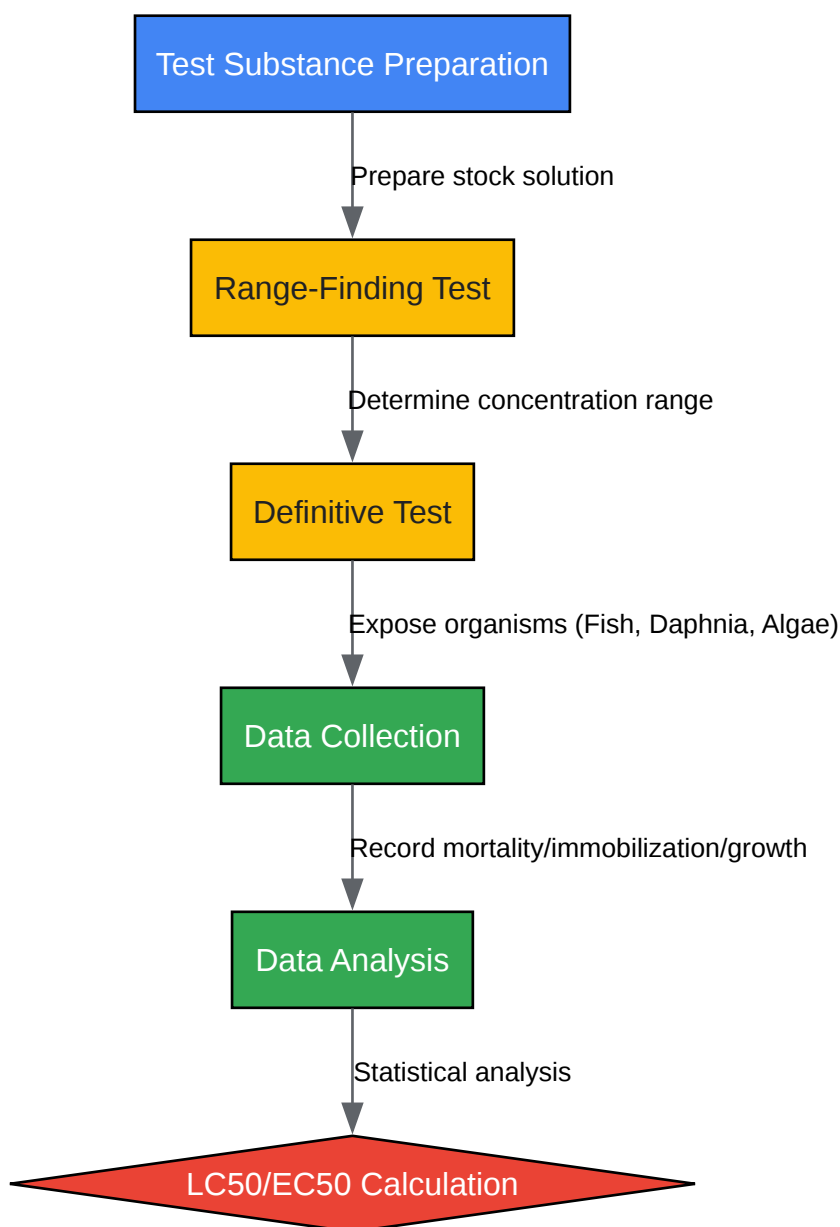 Test Substance Preparation
Prepare stock solution
Range-Finding Test
Determine concentration range
Definitive Test
Expose organisms (Fish, Daphnia, Algae)
Data Collection
Record mortality/immobilization/growth
Data Analysis
Statistical analysis
LC50/EC50 Calculation